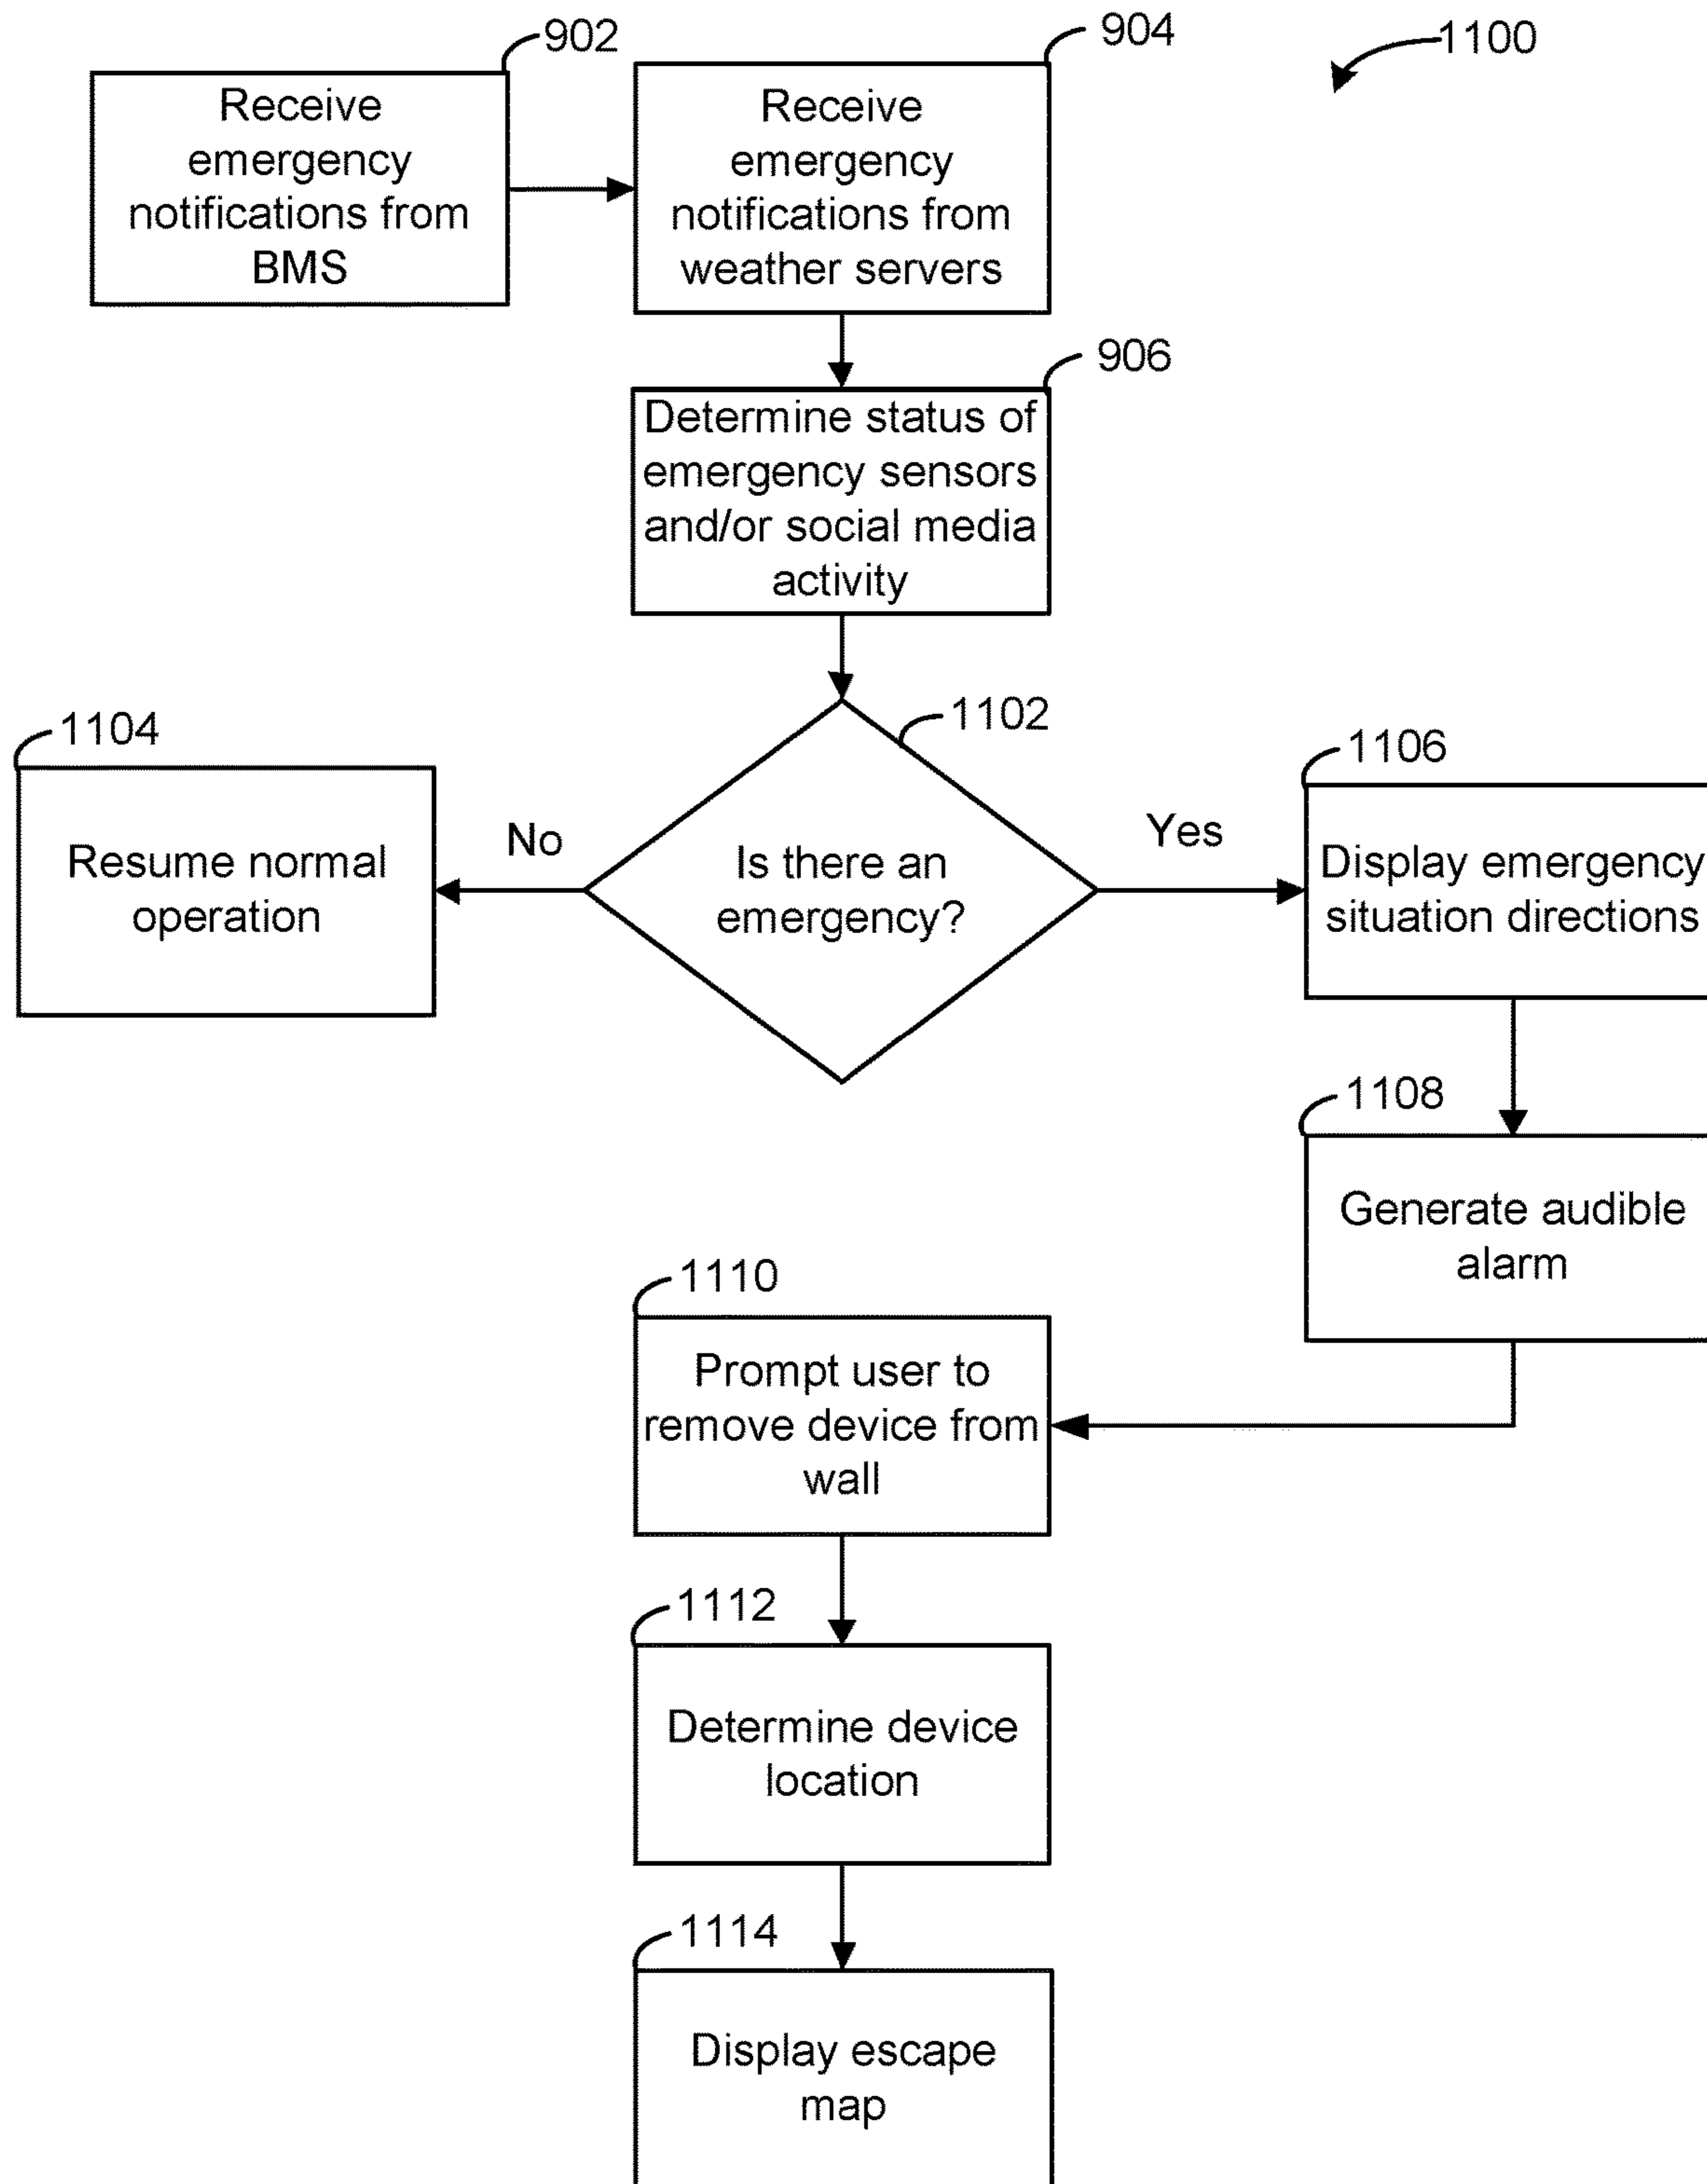 902
904
1100
Receive
emergency
notifications from
BMS
Receive
emergency
notifications from
weather servers
906
Determine status of
emergency sensors
and/or social media
activity
1102
1104
1106
No
Yes
Resume normal
operation
Is there an
emergency?
Display emergency
situation directions
1108
Generate audible
alarm
1110
Prompt user to
remove device from
wall
1112
Determine device
location
1114
Display escape
map